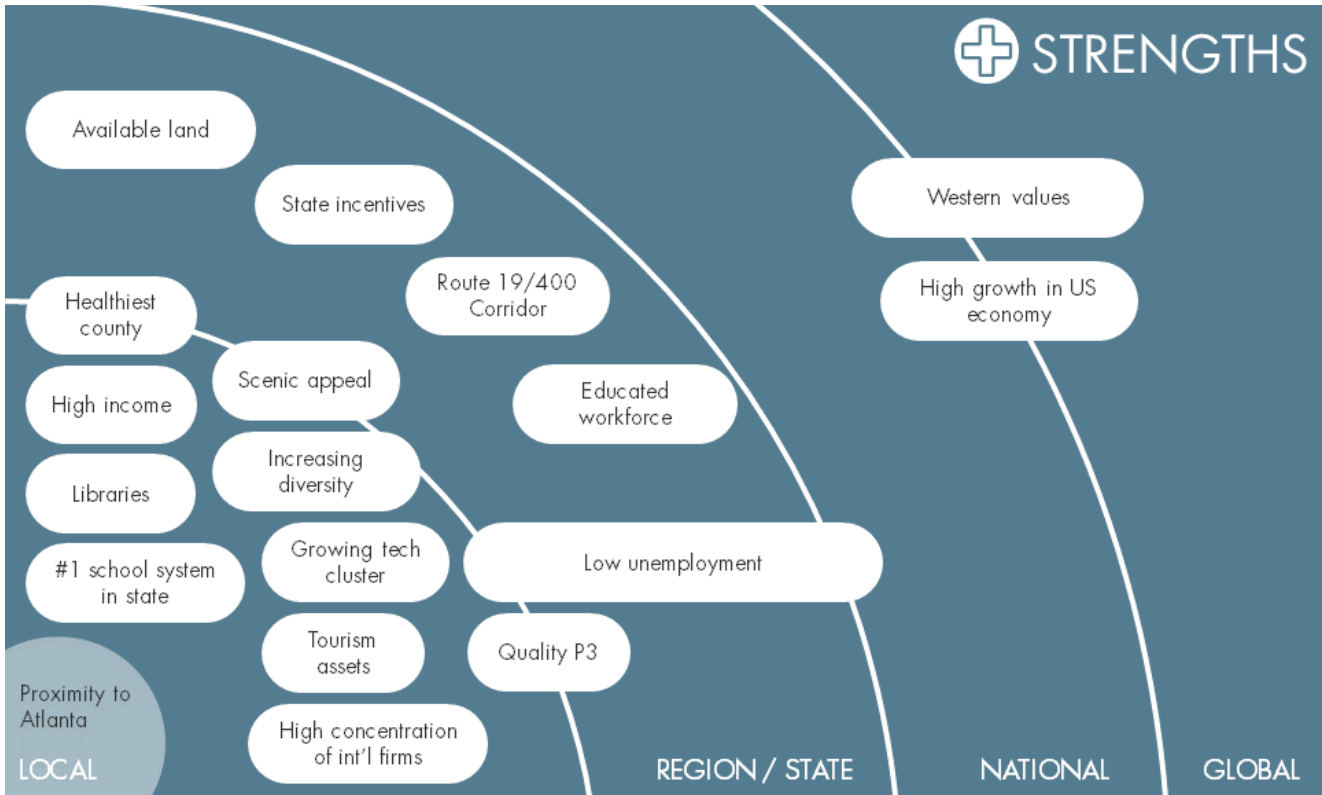 STRENGTHS
Available land
State incentives
Western values
Route 19/400
Corridor
High growth in US
economy
Healthiest
county
Scenic appeal
Educated
workforce
High income
Increasing
diversity
Libraries
Growing tech
cluster
Low unemployment
#1 school system
in state
Tourism
assets
Quality P3
Proximity to
Atlanta
High concentration
of int'l firms
LOCAL
REGION / STATE
NATIONAL
GLOBAL